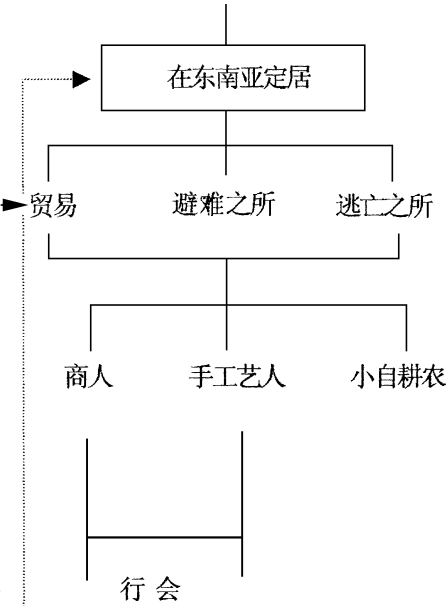 在东南亚定居
贸易 避难之所 逃亡之所
商人 手工艺人 小自耕农
行会